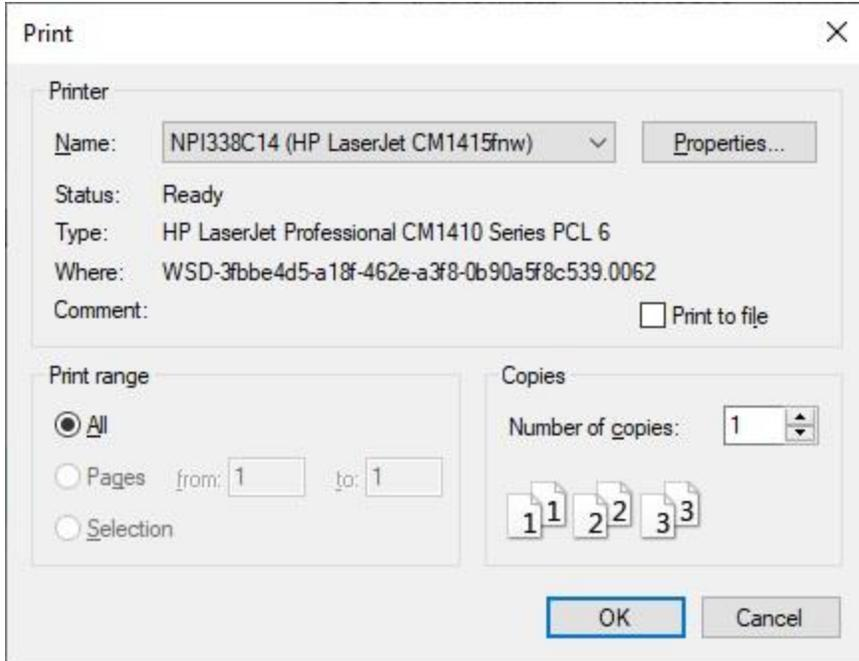 Print
Printer
Name: NPI338C14 (HP LaserJet CM1415fnw) Properties...
Status: Ready
Type: HP LaserJet Professional CM1410 Series PCL 6
Where: WSD-3fbbe4d5-a18f-462e-a3f8-0b90a5f8c539.0062
Comment: Print to file
Print range
All
Pages from: 1 to: 1
Selection
Copies
Number of copies: 1
1 1 2 2 3 3
OK Cancel